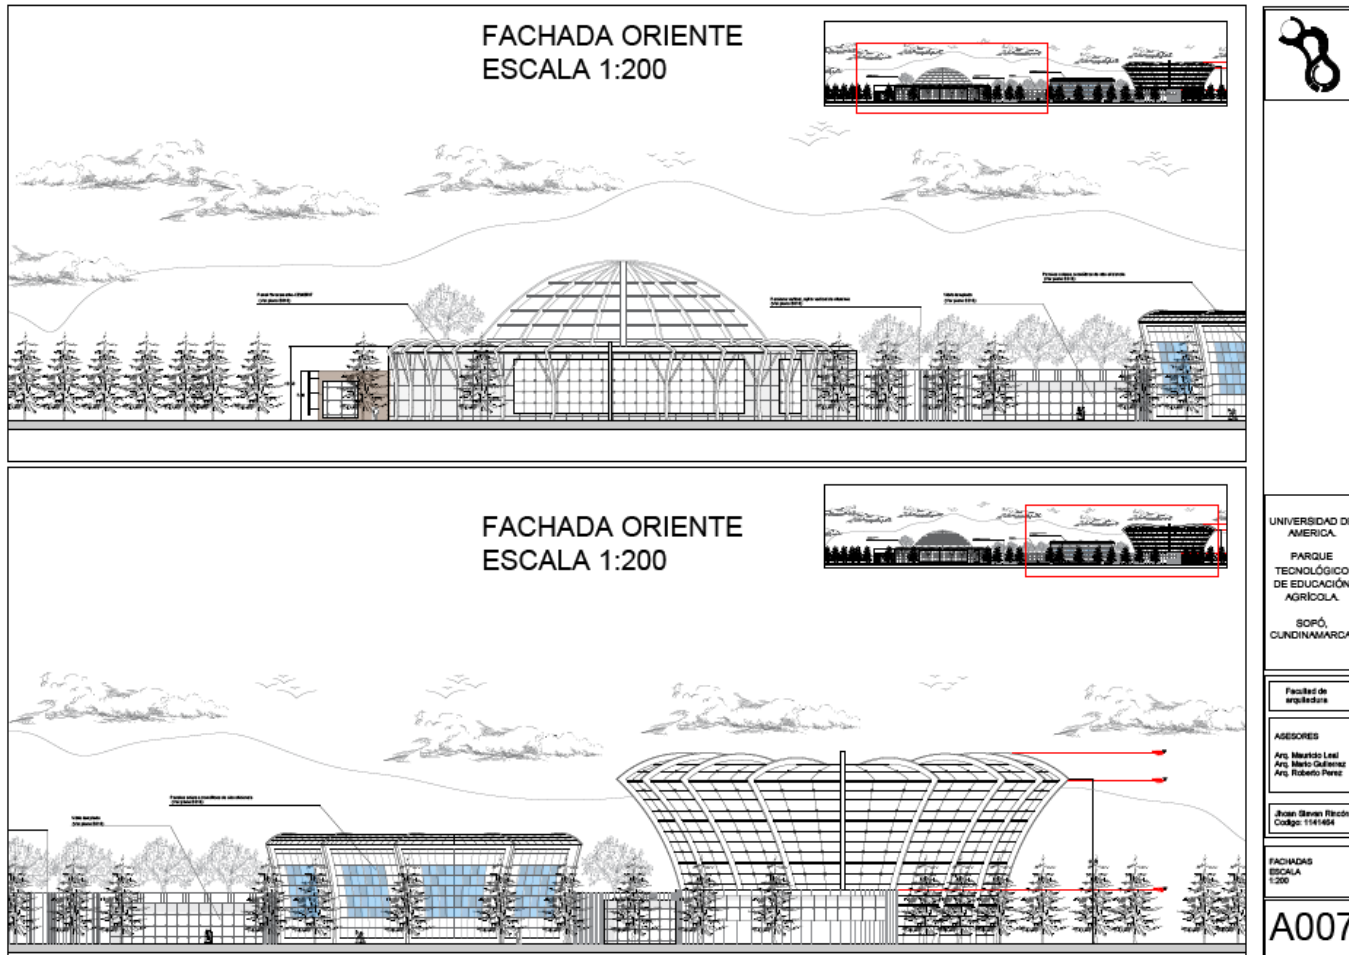 FACHADA ORIENTE
ESCALA 1:200
FACHADA ORIENTE
ESCALA 1:200
UNIVERSIDAD DE
AMERICA.
PARQUE
TECNOLÓGICO
DE EDUCACIÓN
AGRÍCOLA.
SOPÓ,
CUNDINAMARCA
Facultad de
arquitectura
ASESORES
Arq. Mauricio Leal
Arq. Mario Gutierrez
Arq. Roberto Perez
Jhoan Stevan Rincón
Codigo: 1141464
FACHADAS
ESCALA
1:200
A007